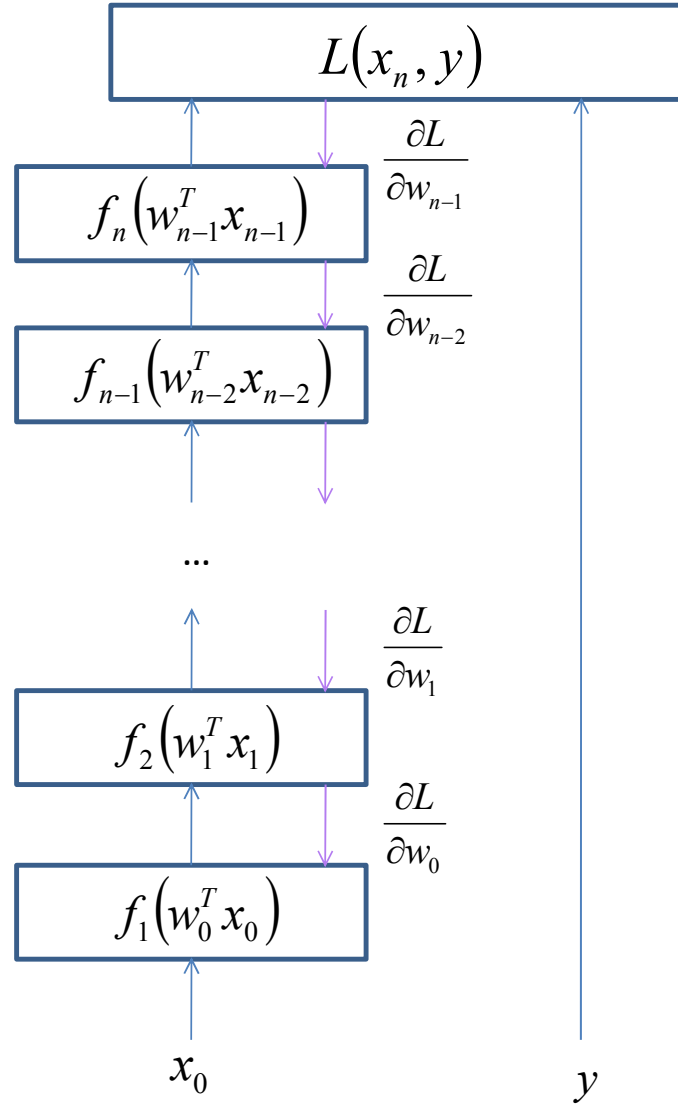 L(xₙ, y)
∂L/∂wₙ₋₁
fₙ(wₙ₋₁ᵀ xₙ₋₁)
∂L/∂wₙ₋₂
fₙ₋₁(wₙ₋₂ᵀ xₙ₋₂)
...
∂L/∂w₁
f₂(w₁ᵀ x₁)
∂L/∂w₀
f₁(w₀ᵀ x₀)
x₀ y